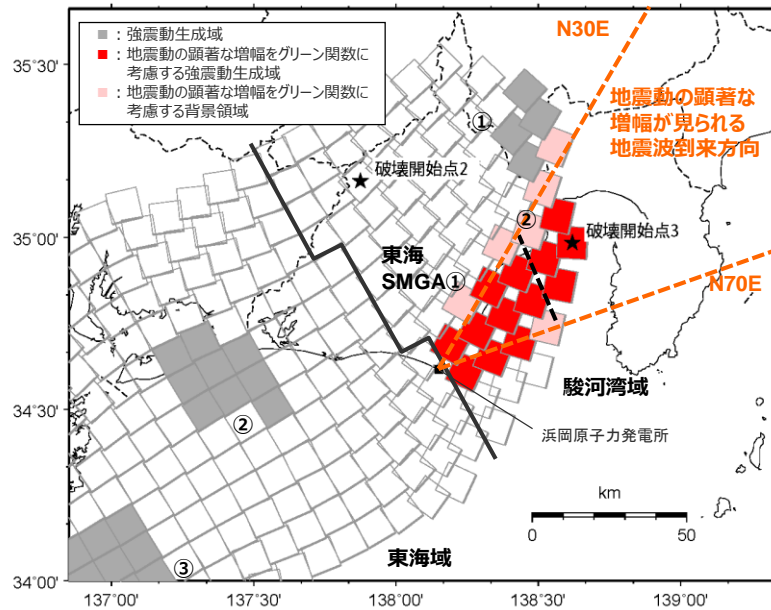 ：強震動生成域
：地震動の顕著な増幅をグリーン関数に
考慮する強震動生成域
：地震動の顕著な増幅をグリーン関数に
考慮する背景領域
N30E
地震動の顕著な
増幅が見られる
地震波到来方向
①
★破壊開始点2
②
★破壊開始点3
東海
SMGA①
N70E
駿河湾域
浜岡原子力発電所
②
km
0 50
東海域
③
35°30'
35°00'
34°30'
34°00'
137°00' 137°30' 138°00' 138°30' 139°00'